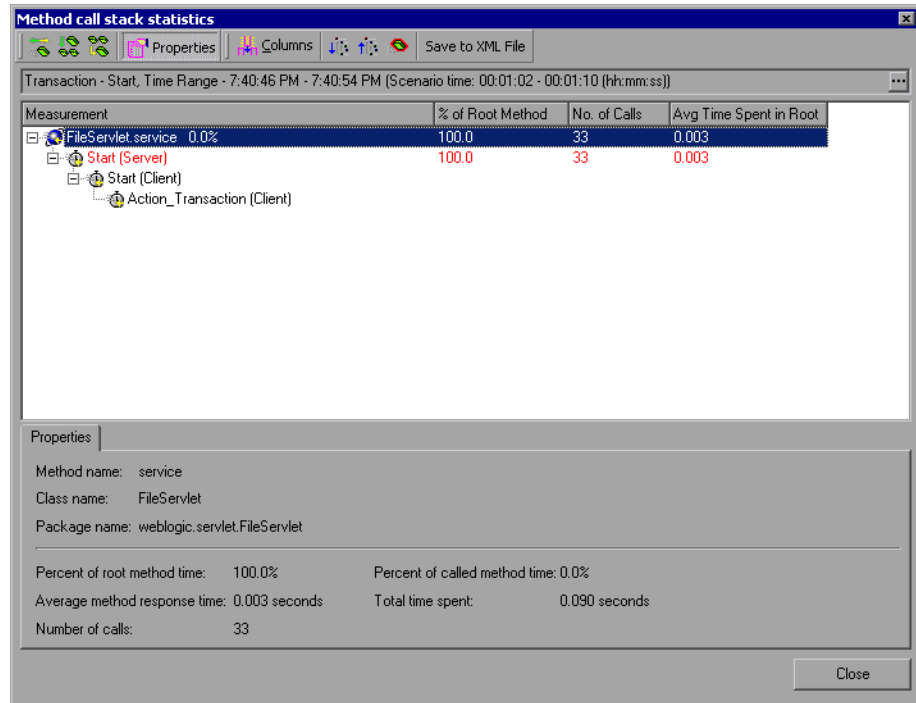 Method call stack statistics
Properties Columns Save to XML File
Transaction - Start, Time Range - 7:40:46 PM - 7:40:54 PM (Scenario time: 00:01:02 - 00:01:10 (hh:mm:ss))
Measurement % of Root Method No. of Calls Avg Time Spent in Root
FileServlet.service 0.0% 100.0 33 0.003
Start (Server) 100.0 33 0.003
Start (Client)
Action_Transaction (Client)
Properties
Method name: service
Class name: FileServlet
Package name: weblogic.servlet.FileServlet
Percent of root method time: 100.0% Percent of called method time: 0.0%
Average method response time: 0.003 seconds Total time spent: 0.090 seconds
Number of calls: 33
Close